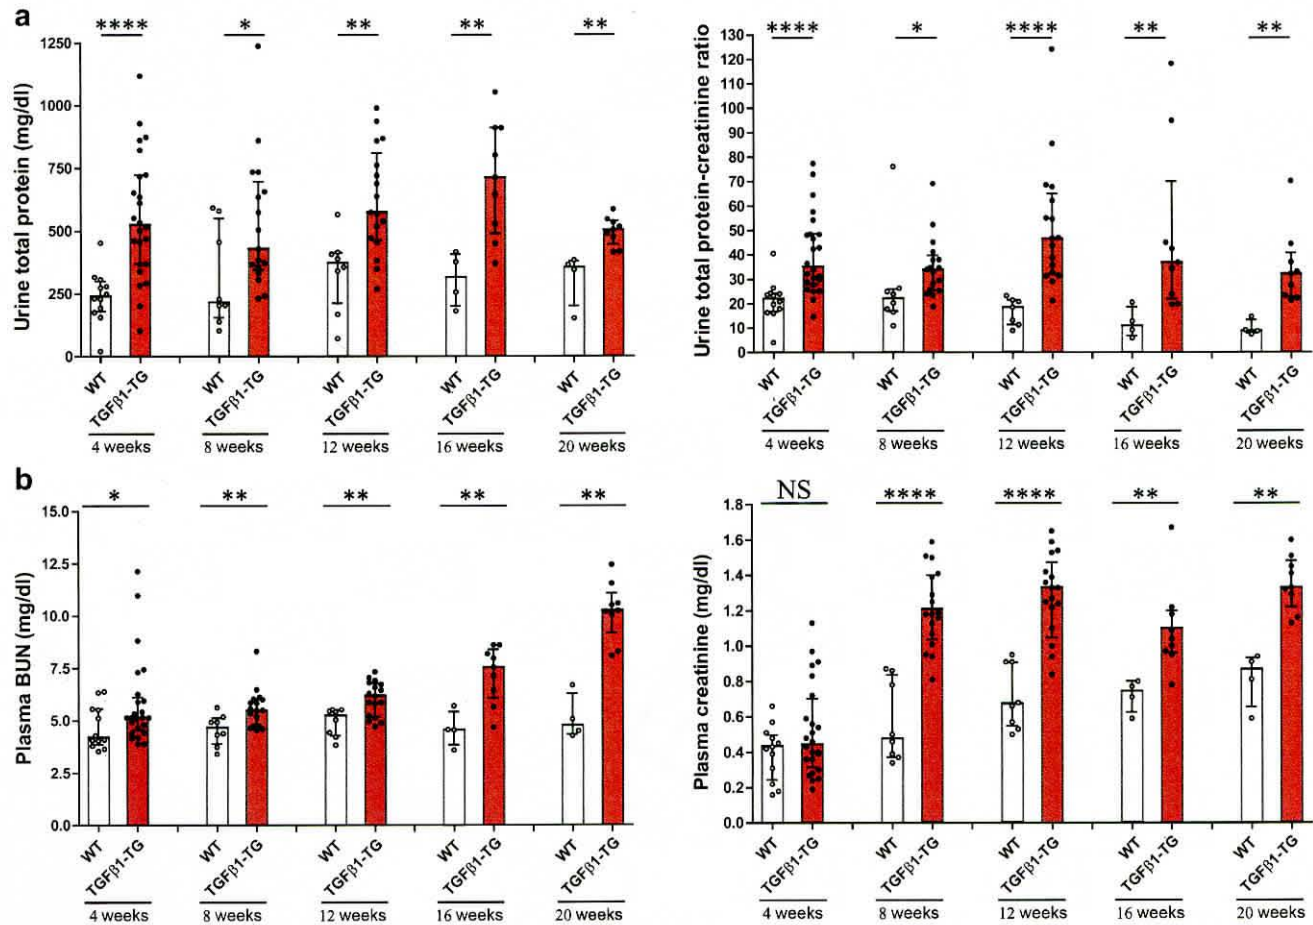 a
**** * ** ** **
Urine total protein (mg/dl)
1250
1000
750
500
250
0
WT TGFβ1-TG WT TGFβ1-TG WT TGFβ1-TG WT TGFβ1-TG WT TGFβ1-TG
4 weeks 8 weeks 12 weeks 16 weeks 20 weeks
**** * **** ** **
Urine total protein-creatinine ratio
130
120
110
100
90
80
70
60
50
40
30
20
10
0
WT TGFβ1-TG WT TGFβ1-TG WT TGFβ1-TG WT TGFβ1-TG WT TGFβ1-TG
4 weeks 8 weeks 12 weeks 16 weeks 20 weeks
b
* ** ** ** **
Plasma BUN (mg/dl)
15.0
12.5
10.0
7.5
5.0
2.5
0.0
WT TGFβ1-TG WT TGFβ1-TG WT TGFβ1-TG WT TGFβ1-TG WT TGFβ1-TG
4 weeks 8 weeks 12 weeks 16 weeks 20 weeks
NS **** **** ** **
Plasma creatinine (mg/dl)
1.8
1.6
1.4
1.2
1.0
0.8
0.6
0.4
0.2
0.0
WT TGFβ1-TG WT TGFβ1-TG WT TGFβ1-TG WT TGFβ1-TG WT TGFβ1-TG
4 weeks 8 weeks 12 weeks 16 weeks 20 weeks